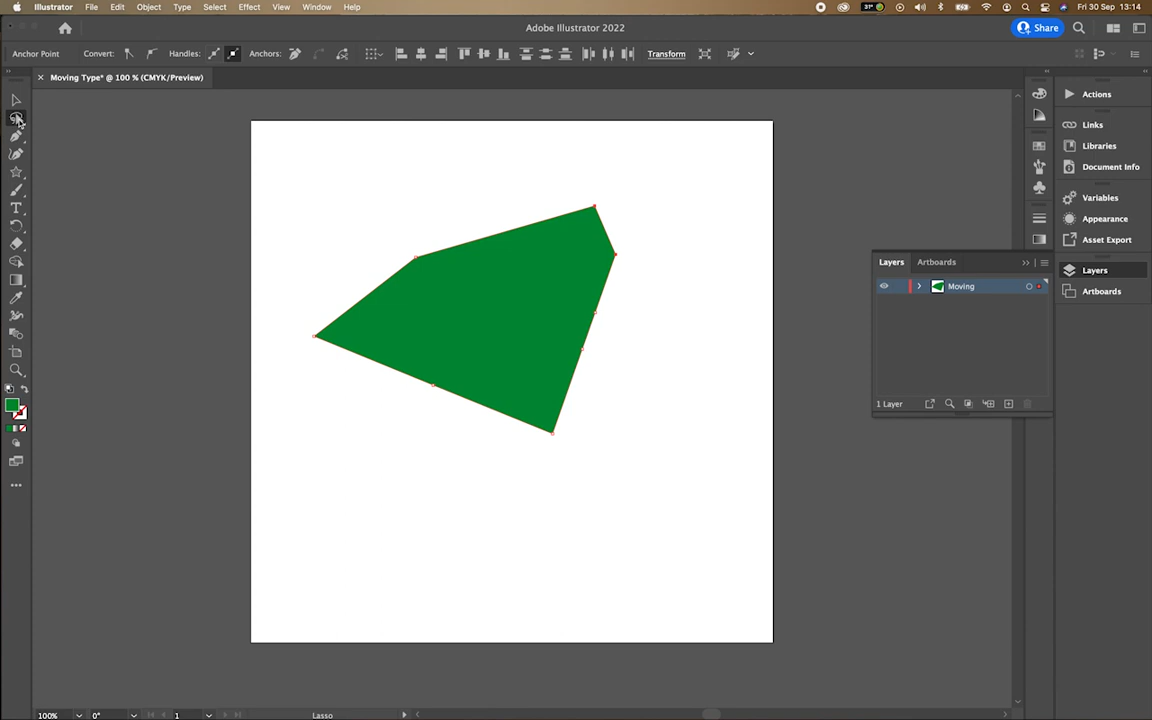 Illustrator File Edit Object Type Select Effect View Window Help
31° Fri 30 Sep 13:14
Adobe Illustrator 2022
Share
Anchor Point Convert: Handles: Anchors: Transform
Moving Type* @ 100 % (CMYK/Preview)
Actions
Links
Libraries
Document Info
Variables
Appearance
Asset Export
Layers
Artboards
Layers Artboards
Moving
1 Layer
100% 0° 1 Lasso